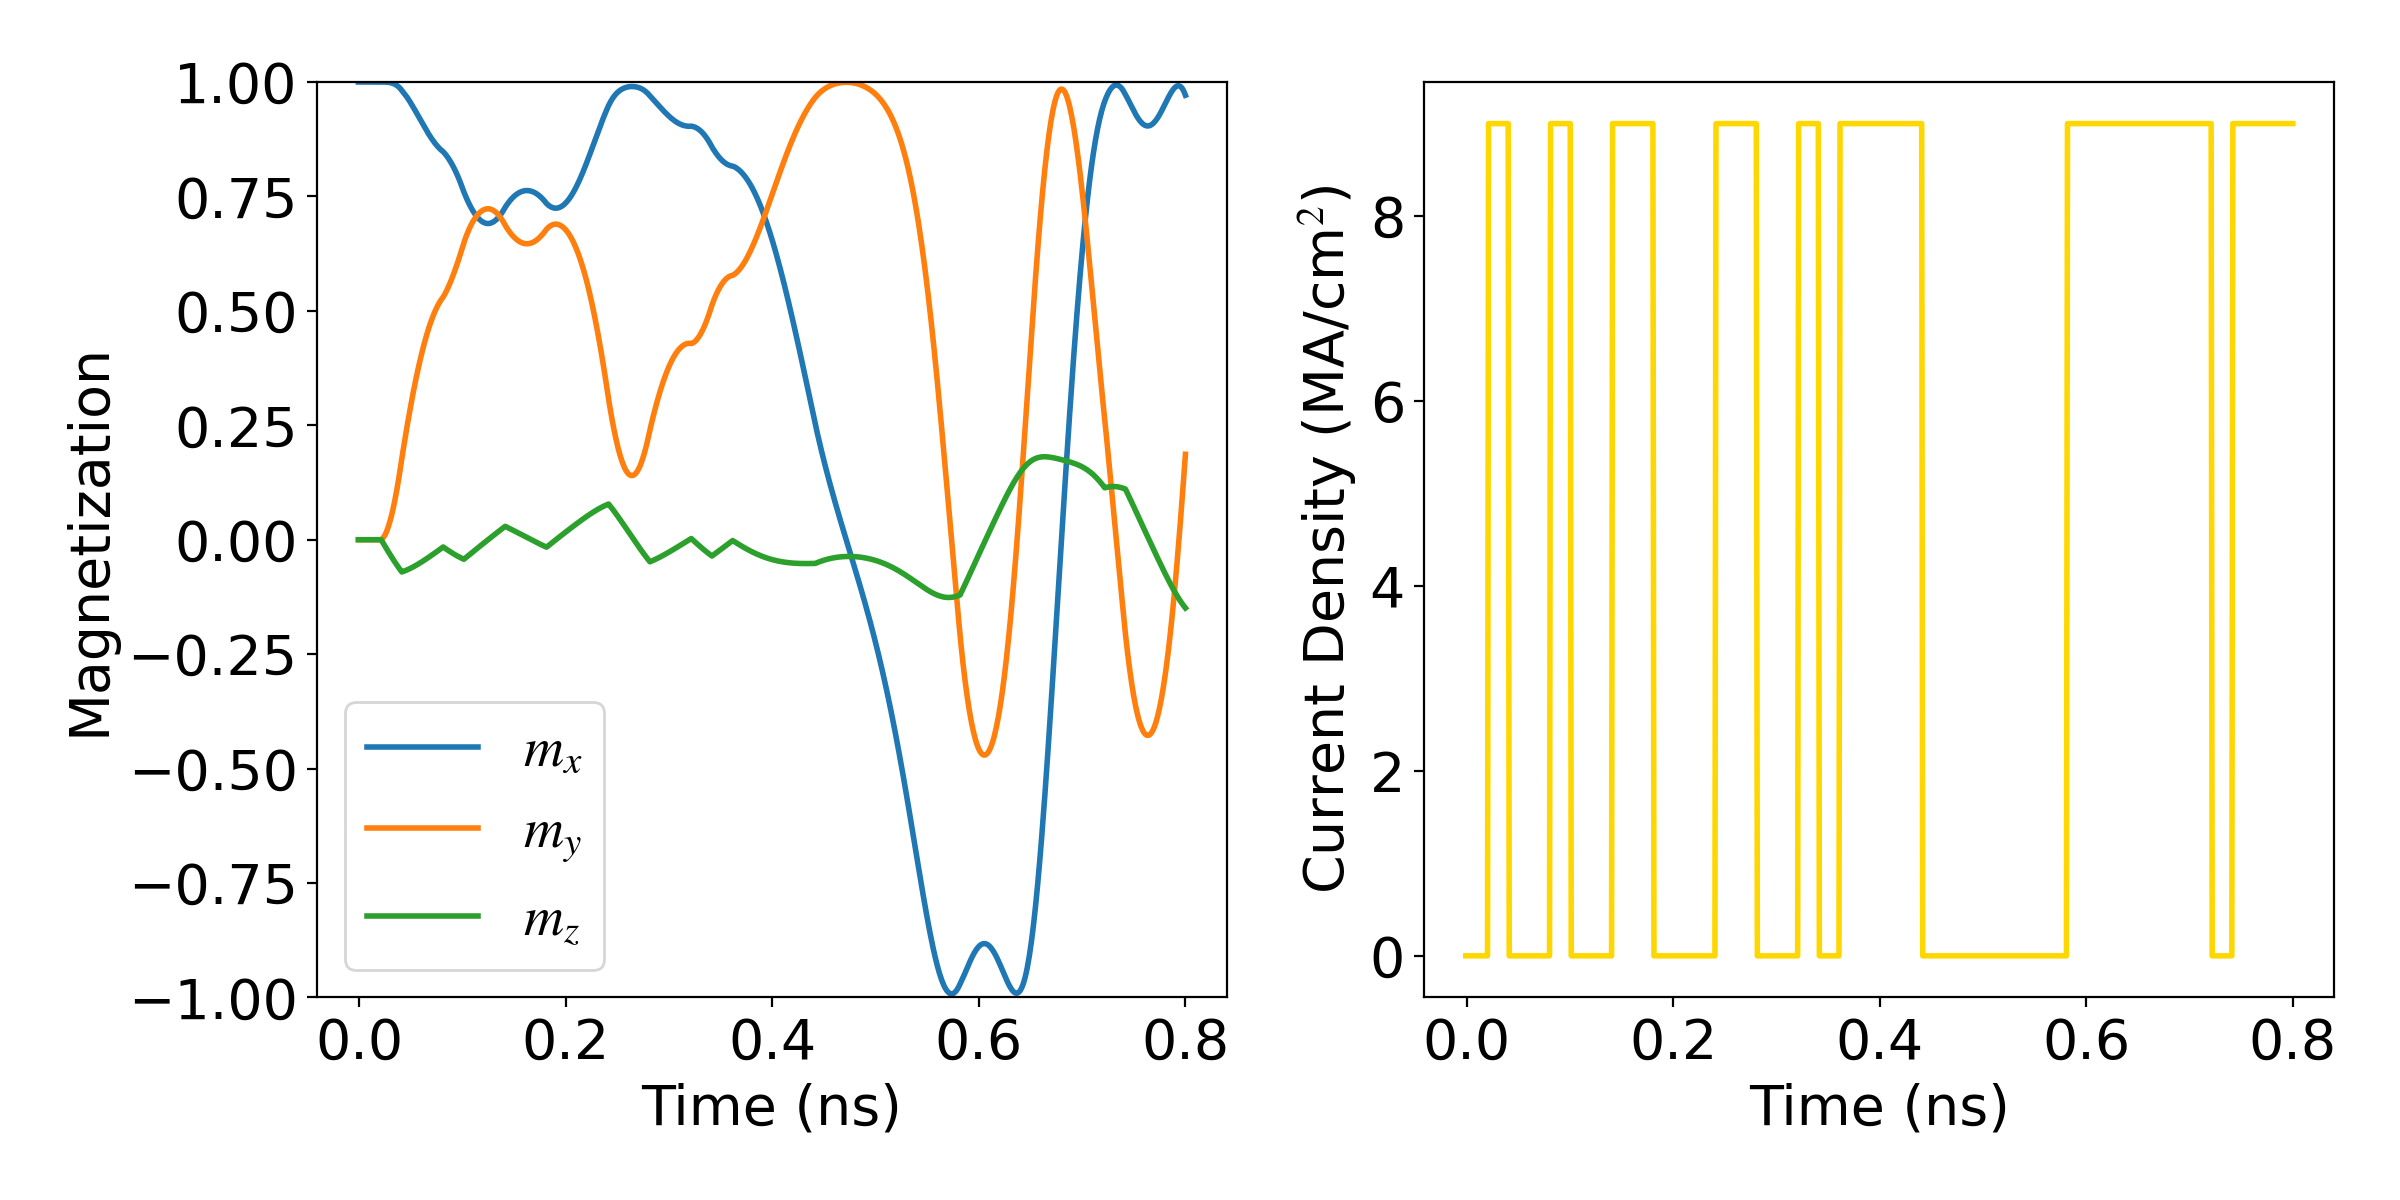 Magnetization
1.00
0.75
0.50
0.25
0.00
−0.25
−0.50
−0.75
−1.00
m_x
m_y
m_z
0.0 0.2 0.4 0.6 0.8
Time (ns)
Current Density (MA/cm²)
8
6
4
2
0
0.0 0.2 0.4 0.6 0.8
Time (ns)